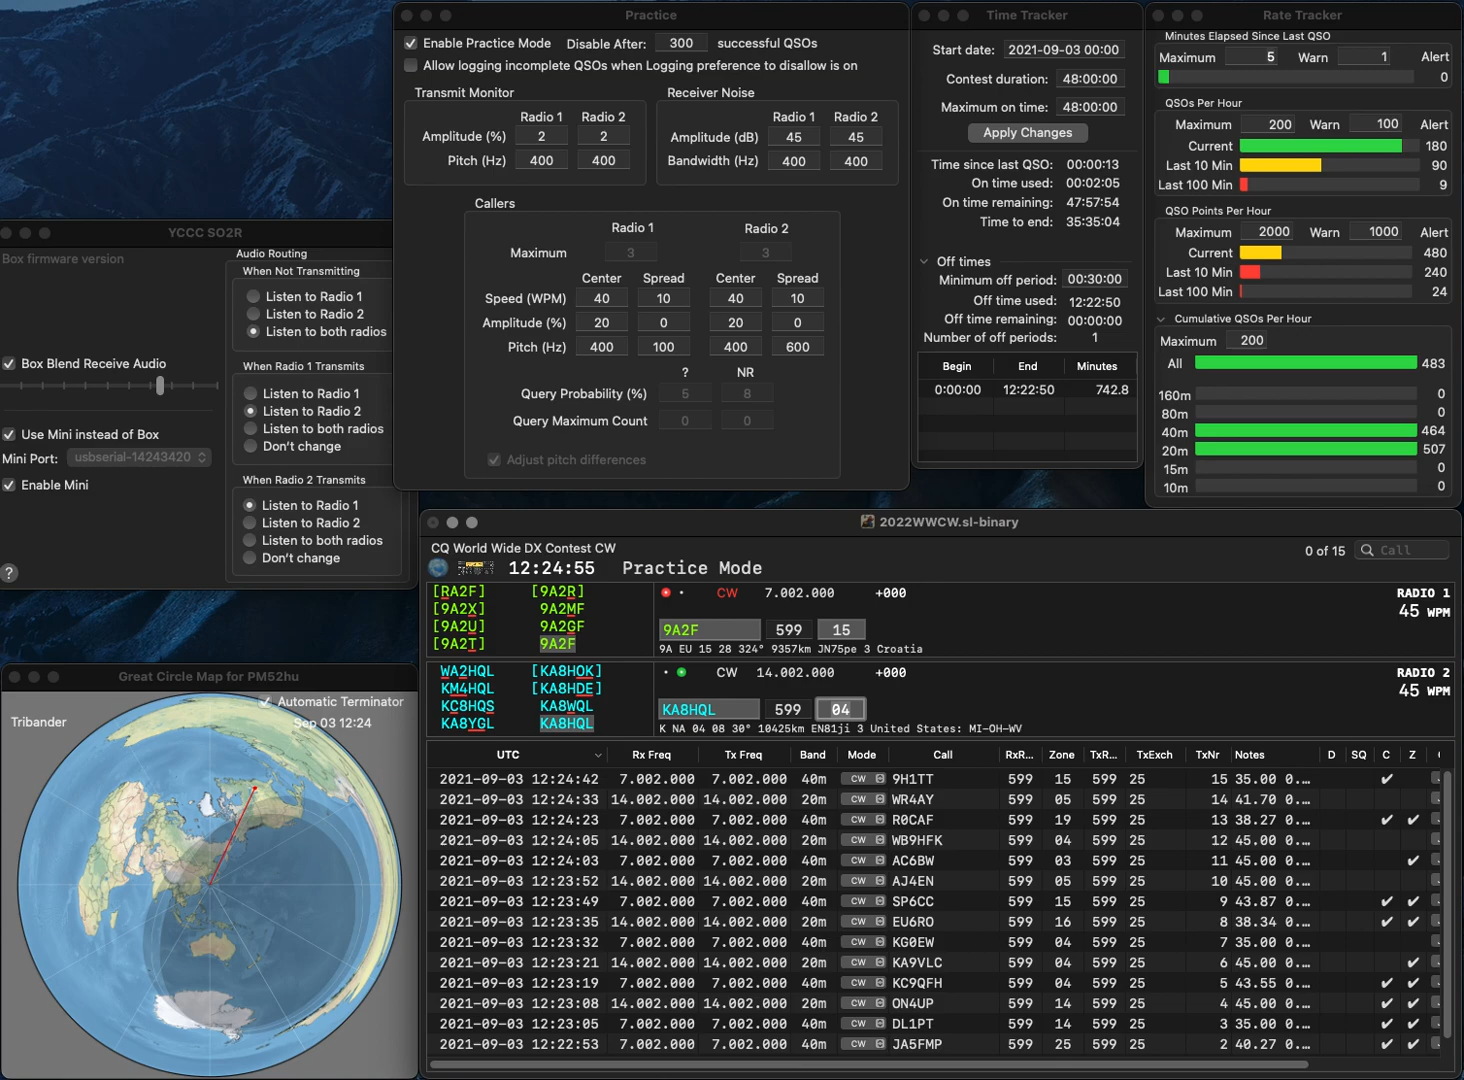 Practice
Enable Practice Mode Disable After: 300 successful QSOs
Allow logging incomplete QSOs when Logging preference to disallow is on
Transmit Monitor
Radio 1 Radio 2
Amplitude (%) 2 2
Pitch (Hz) 400 400
Receiver Noise
Radio 1 Radio 2
Amplitude (dB) 45 45
Bandwidth (Hz) 400 400
Callers
Radio 1 Radio 2
Maximum 3 3
Center Spread Center Spread
Speed (WPM) 40 10 40 10
Amplitude (%) 20 0 20 0
Pitch (Hz) 400 100 400 600
? NR
Query Probability (%) 5 8
Query Maximum Count 0 0
Adjust pitch differences
Time Tracker
Start date: 2021-09-03 00:00
Contest duration: 48:00:00
Maximum on time: 48:00:00
Apply Changes
Time since last QSO: 00:00:13
On time used: 00:02:05
On time remaining: 47:57:54
Time to end: 35:35:04
Off times
Minimum off period: 00:30:00
Off time used: 12:22:50
Off time remaining: 00:00:00
Number of off periods: 1
Begin End Minutes
0:00:00 12:22:50 742.8
Rate Tracker
Minutes Elapsed Since Last QSO
Maximum 5 Warn 1 Alert
0
QSOs Per Hour
Maximum 200 Warn 100 Alert
Current 180
Last 10 Min 90
Last 100 Min 9
QSO Points Per Hour
Maximum 2000 Warn 1000 Alert
Current 480
Last 10 Min 240
Last 100 Min 24
Cumulative QSOs Per Hour
Maximum 200
All 483
160m 0
80m 0
40m 464
20m 507
15m 0
10m 0
YCCC SO2R
Box firmware version
Box Blend Receive Audio
Use Mini instead of Box
Mini Port: usbserial-14243420
Enable Mini
?
Audio Routing
When Not Transmitting
Listen to Radio 1
Listen to Radio 2
Listen to both radios
When Radio 1 Transmits
Listen to Radio 1
Listen to Radio 2
Listen to both radios
Don't change
When Radio 2 Transmits
Listen to Radio 1
Listen to Radio 2
Listen to both radios
Don't change
Great Circle Map for PM52hu
Automatic Terminator
Tribander Sep 03 12:24
2022WWCW.sl-binary
CQ World Wide DX Contest CW 0 of 15 Call
12:24:55 Practice Mode
[RA2F] [9A2R]
[9A2X] 9A2MF
[9A2U] 9A2GF
[9A2T] 9A2F
CW 7.002.000 +000 RADIO 1
45 WPM
9A2F 599 15
9A EU 15 28 324° 9357km JN75pe 3 Croatia
WA2HQL [KA8HOK]
KM4HQL [KA8HDE]
KC8HQS KA8WQL
KA8YGL KA8HQL
CW 14.002.000 +000 RADIO 2
45 WPM
KA8HQL 599 04
K NA 04 08 30° 10425km EN81ji 3 United States: MI-OH-WV
UTC Rx Freq Tx Freq Band Mode Call RxR... Zone TxR... TxExch TxNr Notes D SQ C Z
2021-09-03 12:24:42 7.002.000 7.002.000 40m CW 9H1TT 599 15 599 25 15 35.00 0.... ✔
2021-09-03 12:24:33 14.002.000 14.002.000 20m CW WR4AY 599 05 599 25 14 41.70 0....
2021-09-03 12:24:23 7.002.000 7.002.000 40m CW R0CAF 599 19 599 25 13 38.27 0.... ✔ ✔
2021-09-03 12:24:05 14.002.000 14.002.000 20m CW WB9HFK 599 04 599 25 12 45.00 0....
2021-09-03 12:24:03 7.002.000 7.002.000 40m CW AC6BW 599 03 599 25 11 45.00 0.... ✔
2021-09-03 12:23:52 14.002.000 14.002.000 20m CW AJ4EN 599 05 599 25 10 45.00 0....
2021-09-03 12:23:49 7.002.000 7.002.000 40m CW SP6CC 599 15 599 25 9 43.87 0.... ✔ ✔
2021-09-03 12:23:35 14.002.000 14.002.000 20m CW EU6RO 599 16 599 25 8 38.34 0.... ✔ ✔
2021-09-03 12:23:32 7.002.000 7.002.000 40m CW KG0EW 599 04 599 25 7 35.00 0....
2021-09-03 12:23:21 14.002.000 14.002.000 20m CW KA9VLC 599 04 599 25 6 45.00 0.... ✔
2021-09-03 12:23:19 7.002.000 7.002.000 40m CW KC9QFH 599 04 599 25 5 43.55 0.... ✔ ✔
2021-09-03 12:23:08 14.002.000 14.002.000 20m CW ON4UP 599 14 599 25 4 45.00 0.... ✔ ✔
2021-09-03 12:23:05 7.002.000 7.002.000 40m CW DL1PT 599 14 599 25 3 35.00 0.... ✔ ✔
2021-09-03 12:22:53 7.002.000 7.002.000 40m CW JA5FMP 599 25 599 25 2 40.27 0.... ✔ ✔